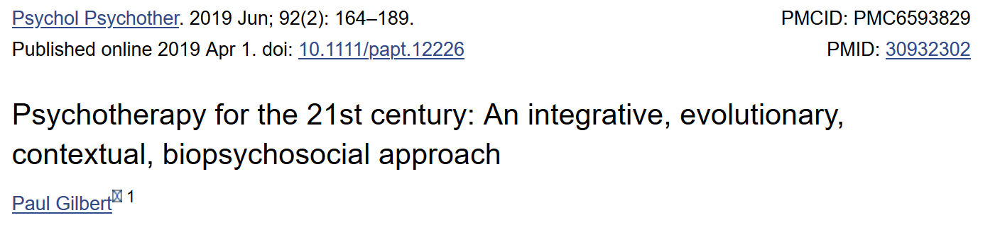 Psychol Psychother. 2019 Jun; 92(2): 164–189.
PMCID: PMC6593829
Published online 2019 Apr 1. doi: 10.1111/papt.12226
PMID: 30932302
Psychotherapy for the 21st century: An integrative, evolutionary,
contextual, biopsychosocial approach
Paul Gilbert 1